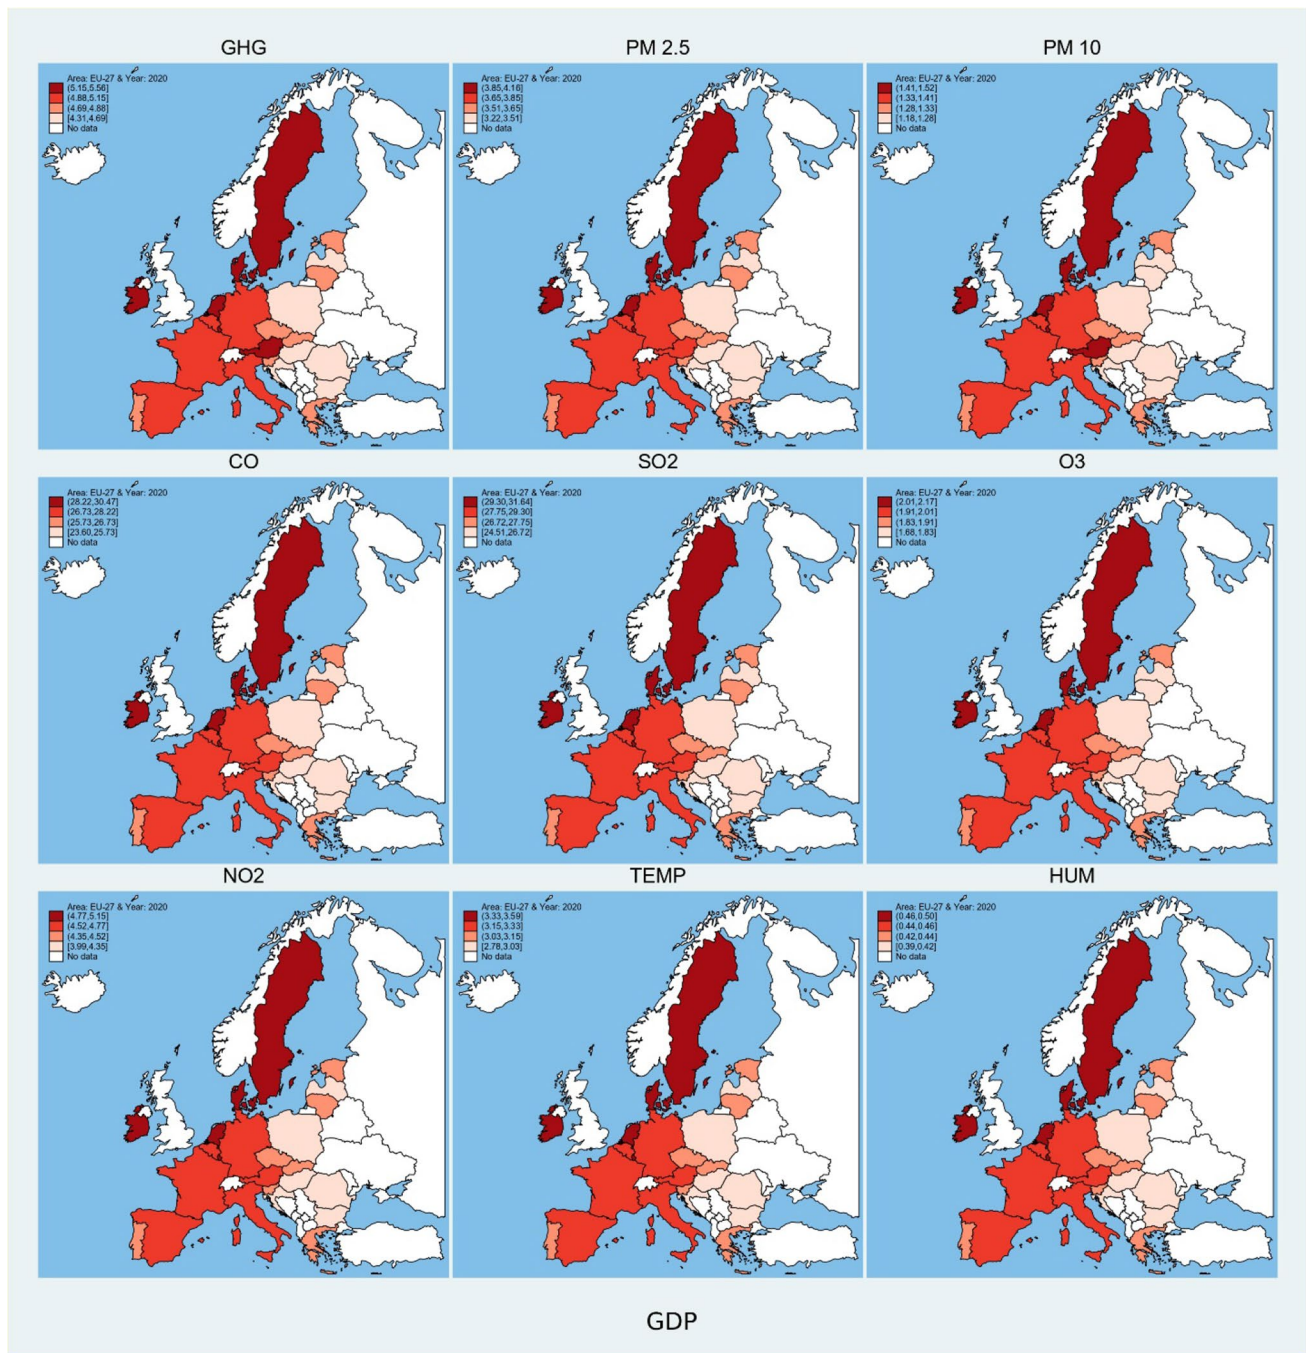 GHG
Area: EU-27 & Year: 2020
(5.15,5.56]
(4.88,5.15]
(4.69,4.88]
[4.31,4.69]
No data
PM 2.5
Area: EU-27 & Year: 2020
(3.85,4.16]
(3.65,3.85]
(3.51,3.65]
[3.22,3.51]
No data
PM 10
Area: EU-27 & Year: 2020
(1.41,1.52]
(1.33,1.41]
(1.28,1.33]
[1.18,1.28]
No data
CO
Area: EU-27 & Year: 2020
(28.22,30.47]
(26.73,28.22]
(25.73,26.73]
[23.60,25.73]
No data
SO2
Area: EU-27 & Year: 2020
(29.30,31.64]
(27.75,29.30]
(26.72,27.75]
[24.51,26.72]
No data
O3
Area: EU-27 & Year: 2020
(2.01,2.17]
(1.91,2.01]
(1.83,1.91]
[1.68,1.83]
No data
NO2
Area: EU-27 & Year: 2020
(4.77,5.15]
(4.52,4.77]
(4.35,4.52]
[3.99,4.35]
No data
TEMP
Area: EU-27 & Year: 2020
(3.33,3.59]
(3.15,3.33]
(3.03,3.15]
[2.78,3.03]
No data
HUM
Area: EU-27 & Year: 2020
(0.46,0.50]
(0.44,0.46]
(0.42,0.44]
[0.39,0.42]
No data
GDP